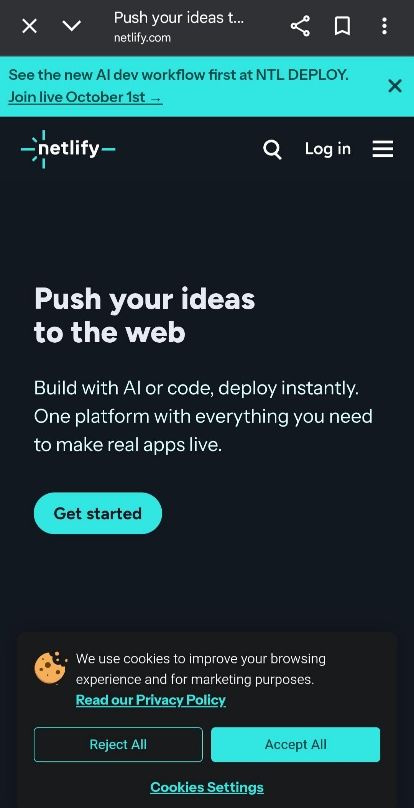 Push your ideas t...
netlify.com
See the new AI dev workflow first at NTL DEPLOY.
Join live October 1st →
netlify
Log in
Push your ideas
to the web
Build with AI or code, deploy instantly.
One platform with everything you need
to make real apps live.
Get started
We use cookies to improve your browsing
experience and for marketing purposes.
Read our Privacy Policy
Reject All
Accept All
Cookies Settings